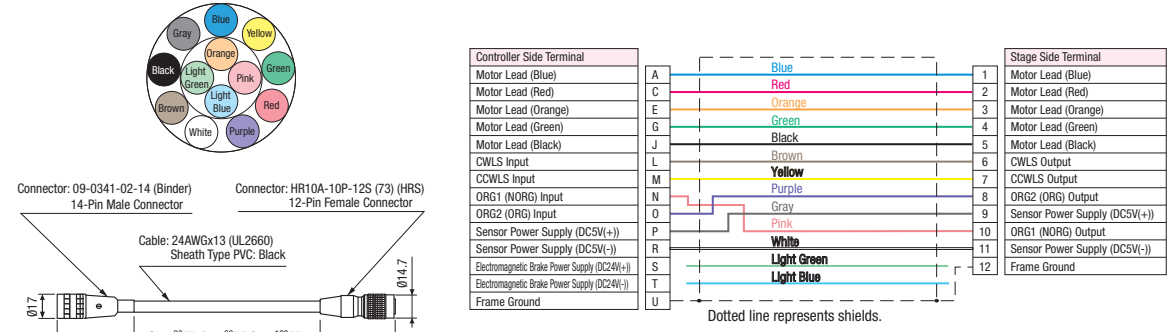 Blue
Gray
Yellow
Orange
Black
Light
Green
Pink
Green
Light
Blue
Brown
Red
White
Purple
Connector: 09-0341-02-14 (Binder)
14-Pin Male Connector
Connector: HR10A-10P-12S (73) (HRS)
12-Pin Female Connector
Cable: 24AWGx13 (UL2660)
Sheath Type PVC: Black
Ø17
Ø14.7
Controller Side Terminal
Stage Side Terminal
Motor Lead (Blue) A Blue 1 Motor Lead (Blue)
Motor Lead (Red) C Red 2 Motor Lead (Red)
Motor Lead (Orange) E Orange 3 Motor Lead (Orange)
Motor Lead (Green) G Green 4 Motor Lead (Green)
Motor Lead (Black) J Black 5 Motor Lead (Black)
CWLS Input L Brown 6 CWLS Output
CCWLS Input M Yellow 7 CCWLS Output
ORG1 (NORG) Input N Purple 8 ORG2 (ORG) Output
ORG2 (ORG) Input O Gray 9 Sensor Power Supply (DC5V(+))
Sensor Power Supply (DC5V(+)) P Pink 10 ORG1 (NORG) Output
Sensor Power Supply (DC5V(-)) R White 11 Sensor Power Supply (DC5V(-))
Electromagnetic Brake Power Supply (DC24V(+)) S Light Green 12 Frame Ground
Electromagnetic Brake Power Supply (DC24V(-)) T Light Blue
Frame Ground U
Dotted line represents shields.